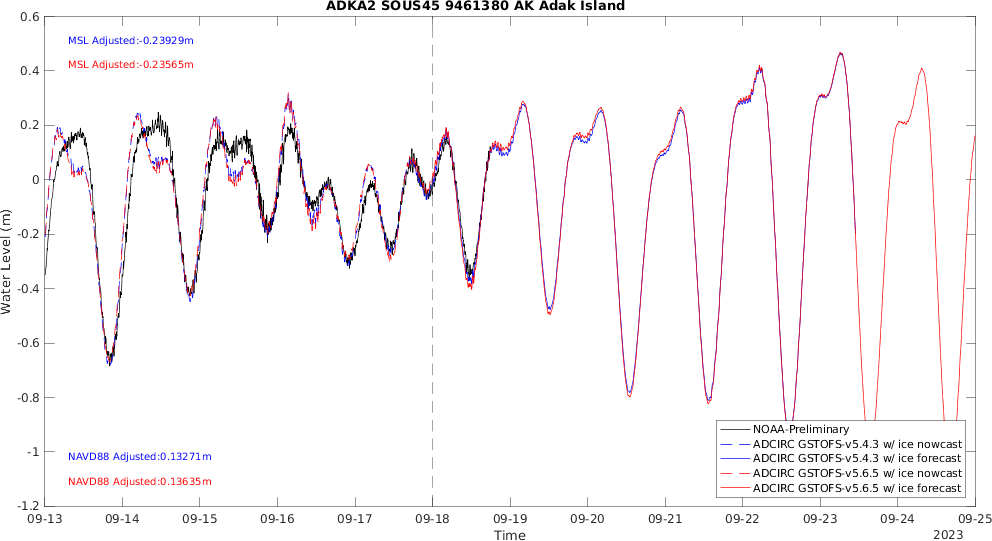 ADKA2 SOUS45 9461380 AK Adak Island
MSL Adjusted:-0.23929m
MSL Adjusted:-0.23565m
0.6
0.4
0.2
0
-0.2
-0.4
-0.6
-0.8
-1
-1.2
Water Level (m)
NAVD88 Adjusted:0.13271m
NAVD88 Adjusted:0.13635m
NOAA-Preliminary
ADCIRC GSTOFS-v5.4.3 w/ ice nowcast
ADCIRC GSTOFS-v5.4.3 w/ ice forecast
ADCIRC GSTOFS-v5.6.5 w/ ice nowcast
ADCIRC GSTOFS-v5.6.5 w/ ice forecast
09-13 09-14 09-15 09-16 09-17 09-18 09-19 09-20 09-21 09-22 09-23 09-24 09-25
Time
2023